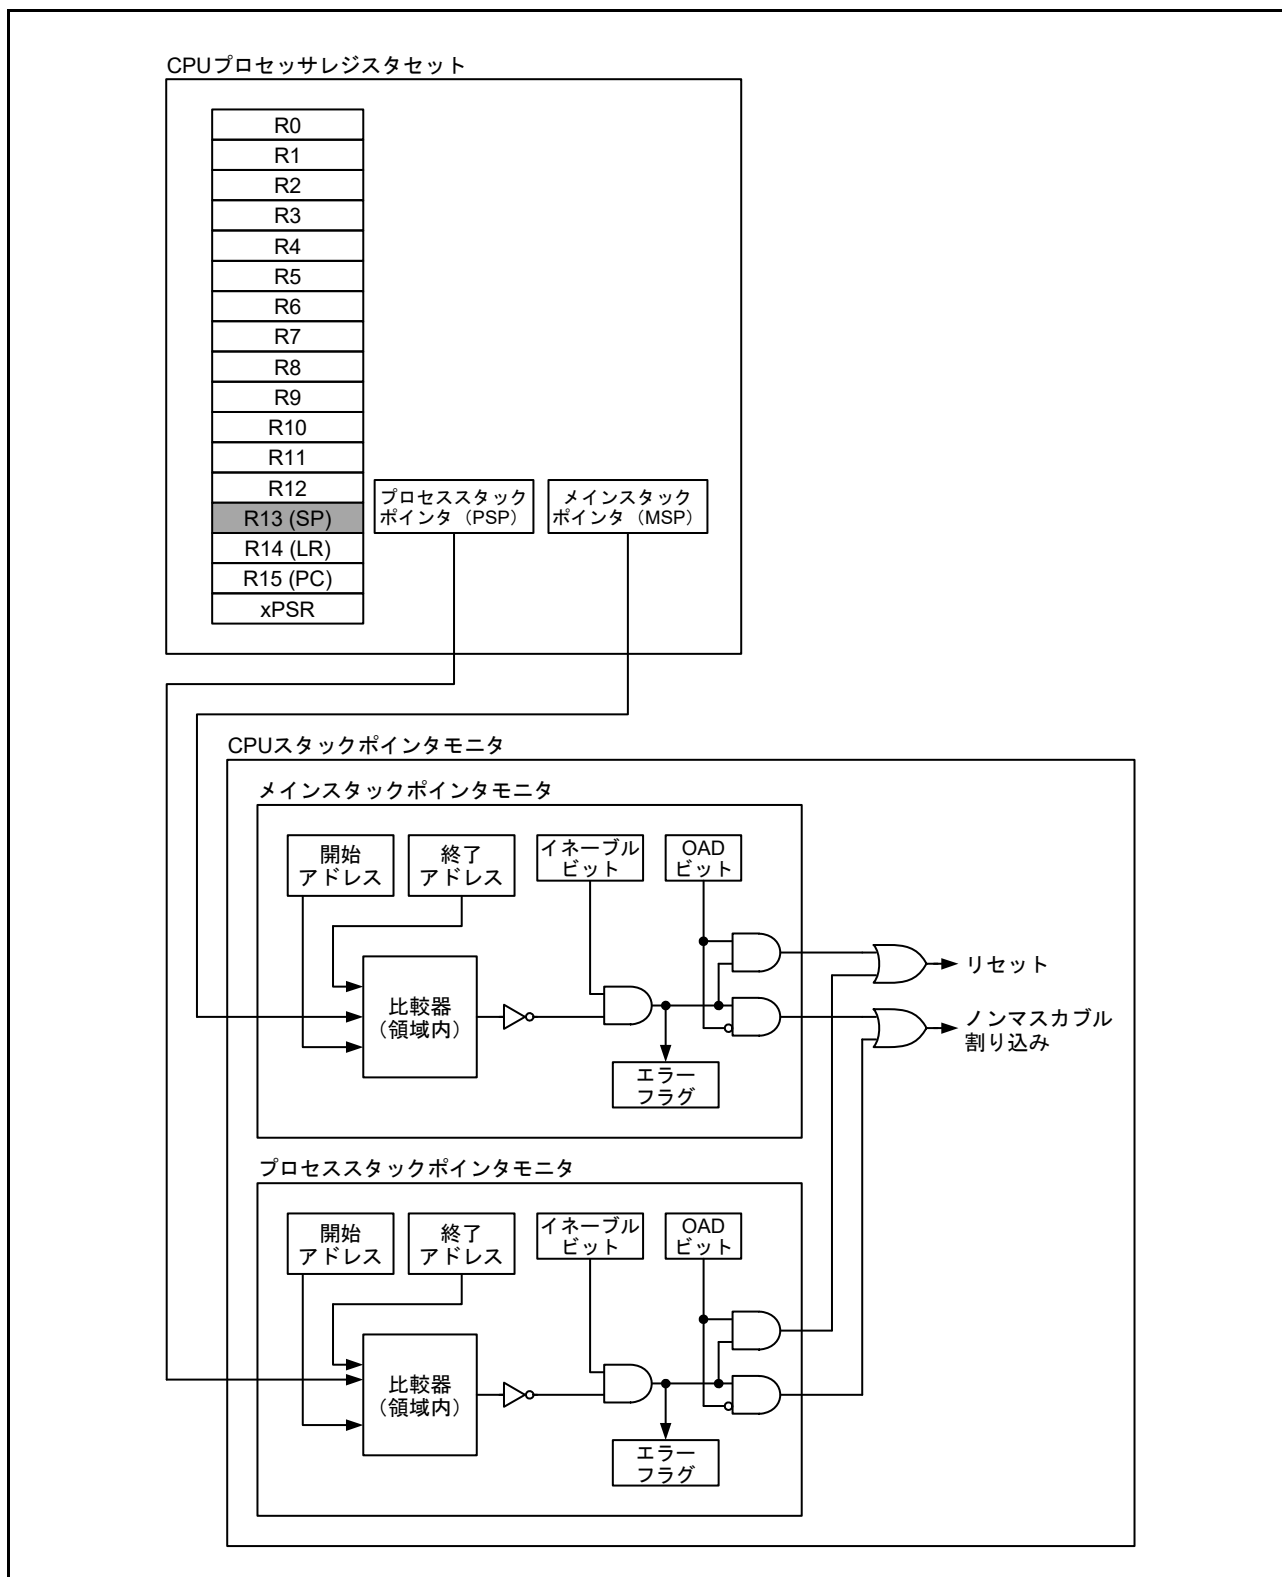 CPUプロセッサレジスタセット
R0
R1
R2
R3
R4
R5
R6
R7
R8
R9
R10
R11
R12
R13 (SP)
R14 (LR)
R15 (PC)
xPSR
プロセススタック
ポインタ（PSP）
メインスタック
ポインタ（MSP）
CPUスタックポインタモニタ
メインスタックポインタモニタ
開始
アドレス
終了
アドレス
イネーブル
ビット
OAD
ビット
比較器
（領域内）
エラー
フラグ
リセット
ノンマスカブル
割り込み
プロセススタックポインタモニタ
開始
アドレス
終了
アドレス
イネーブル
ビット
OAD
ビット
比較器
（領域内）
エラー
フラグ